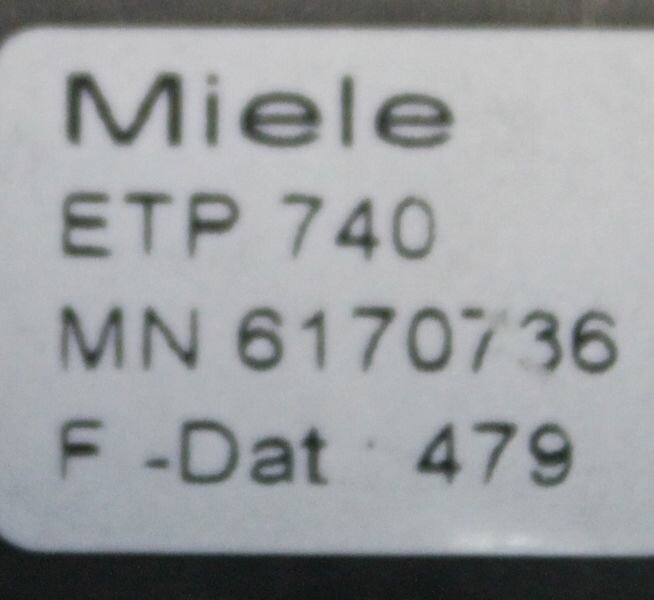 Miele
ETP 740
MN 6170736
F -Dat 479